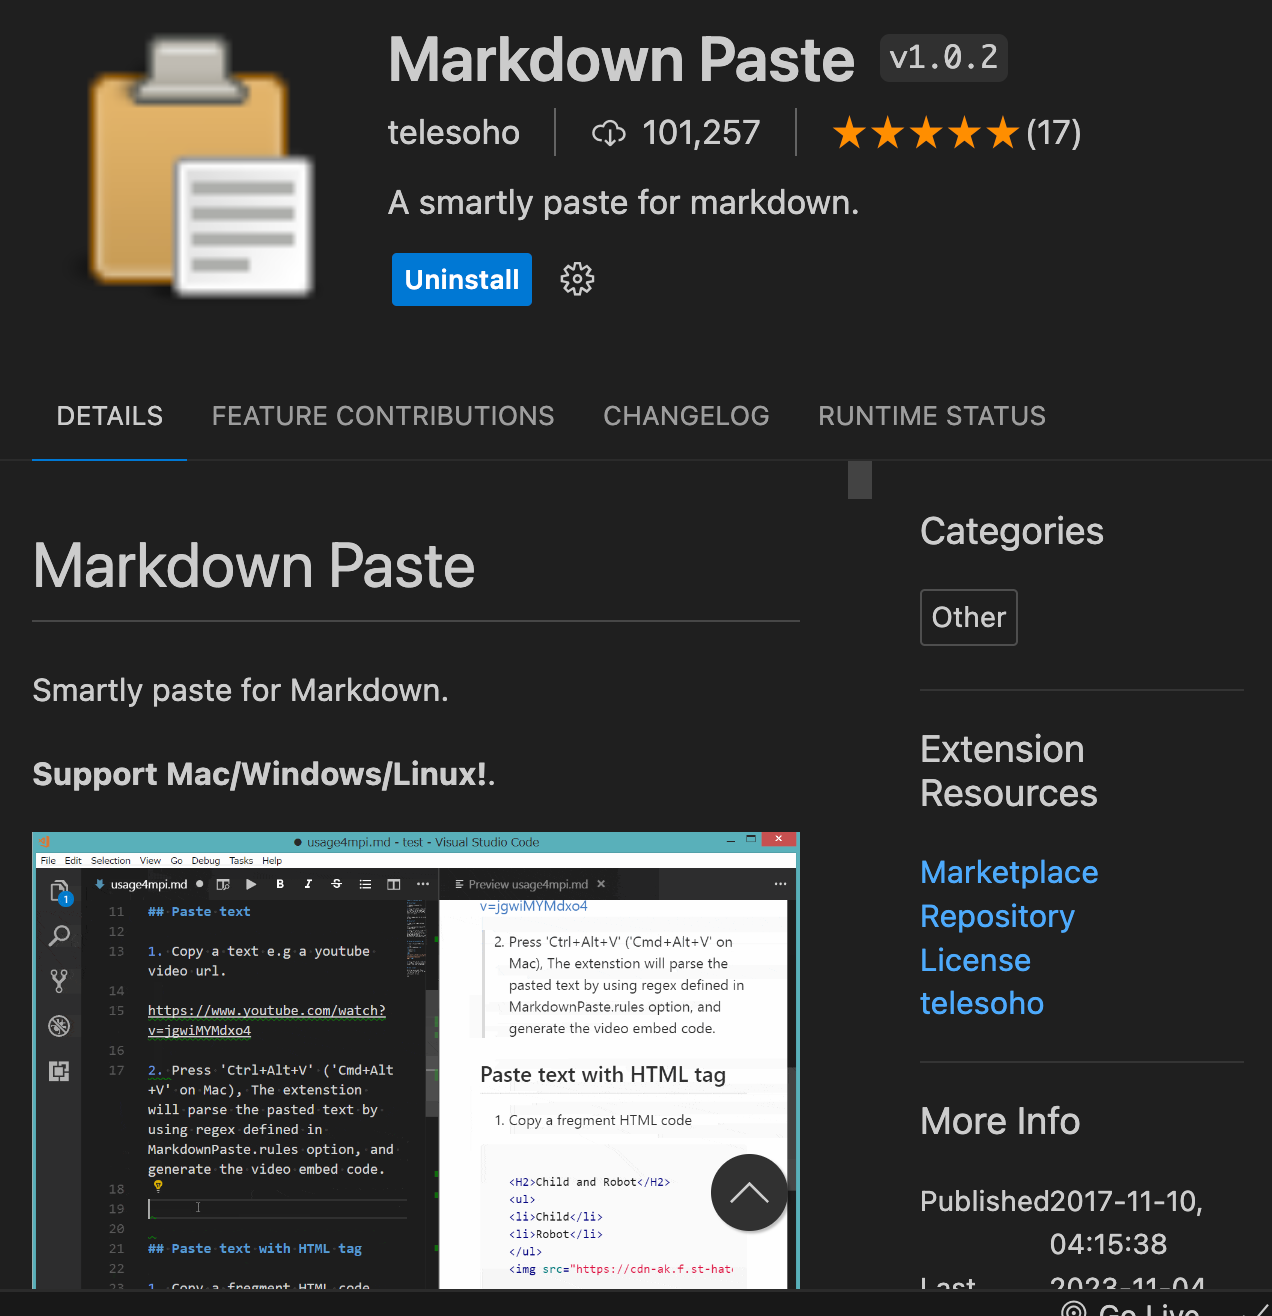 Markdown Paste v1.0.2
telesoho 101,257 (17)
A smartly paste for markdown.
Uninstall
DETAILS FEATURE CONTRIBUTIONS CHANGELOG RUNTIME STATUS
Markdown Paste
Smartly paste for Markdown.
Support Mac/Windows/Linux!.
usage4mpi.md - test - Visual Studio Code
File Edit Selection View Go Debug Tasks Help
usage4mpi.md
1
11 ## Paste text
12
13 1. Copy a text e.g a youtube
video url.
14
15 https://www.youtube.com/watch?
v=jgwiMYMdxo4
16
17 2. Press 'Ctrl+Alt+V' ('Cmd+Alt
+V' on Mac), The extenstion
will parse the pasted text by
using regex defined in
MarkdownPaste.rules option, and
generate the video embed code.
18
19
20
21 ## Paste text with HTML tag
22
23 1. Copy a fregment HTML code
Preview usage4mpi.md
v=jgwiMYMdxo4
2. Press 'Ctrl+Alt+V' ('Cmd+Alt+V' on
Mac), The extenstion will parse the
pasted text by using regex defined in
MarkdownPaste.rules option, and
generate the video embed code.
Paste text with HTML tag
1. Copy a fregment HTML code
<H2>Child and Robot</H2>
<ul>
<li>Child</li>
<li>Robot</li>
</ul>
<img src="https://cdn-ak.f.st-hat
Categories
Other
Extension
Resources
Marketplace
Repository
License
telesoho
More Info
Published 2017-11-10,
04:15:38
Last 2023-11-04,
Go Live